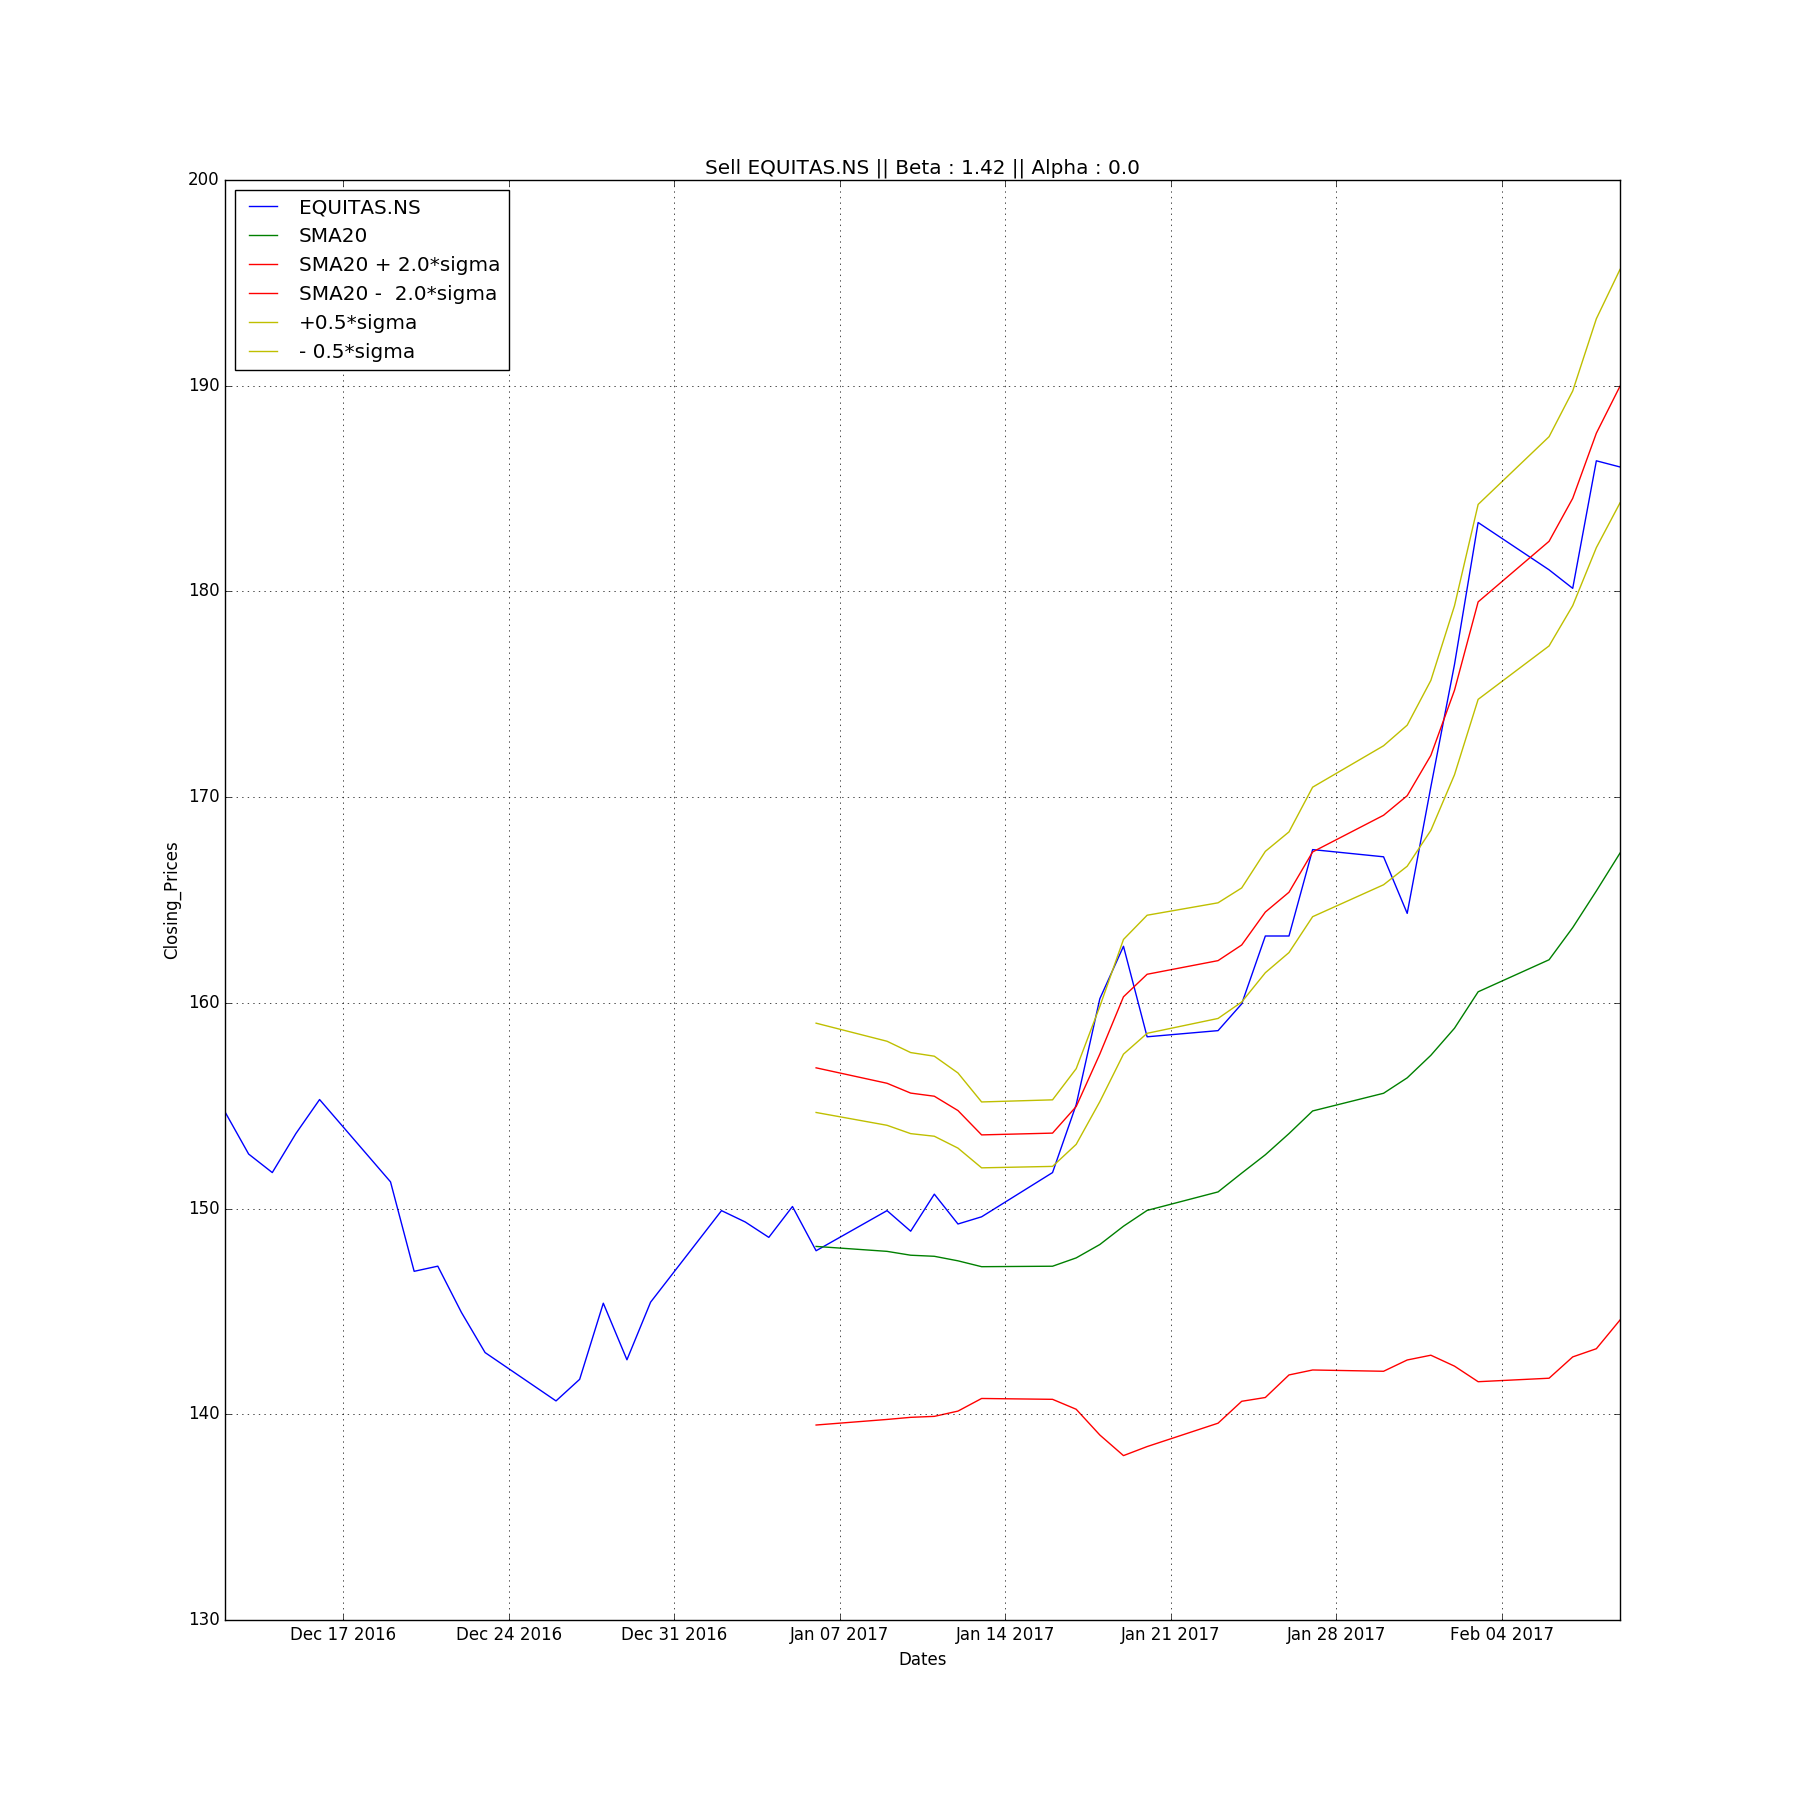 Sell EQUITAS.NS || Beta : 1.42 || Alpha : 0.0
200
190
180
170
160
150
140
130
Closing_Prices
EQUITAS.NS
SMA20
SMA20 + 2.0*sigma
SMA20 -  2.0*sigma
+0.5*sigma
- 0.5*sigma
Dec 17 2016
Dec 24 2016
Dec 31 2016
Jan 07 2017
Jan 14 2017
Jan 21 2017
Jan 28 2017
Feb 04 2017
Dates